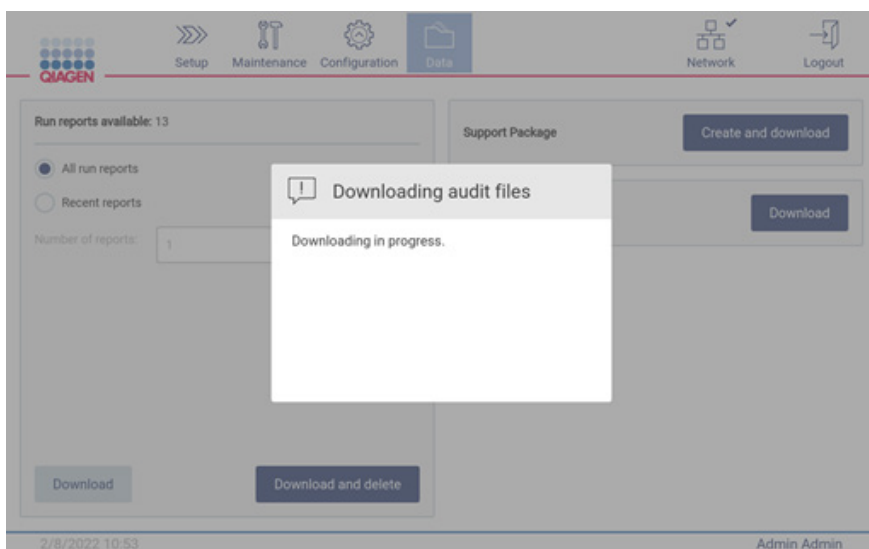 QIAGEN
Setup
Maintenance
Configuration
Data
Network
Logout
Run reports available: 13
All run reports
Recent reports
Number of reports:
1
Download
Download and delete
Support Package
Create and download
Download
Downloading audit files
Downloading in progress.
2/8/2022 10:53
Admin Admin